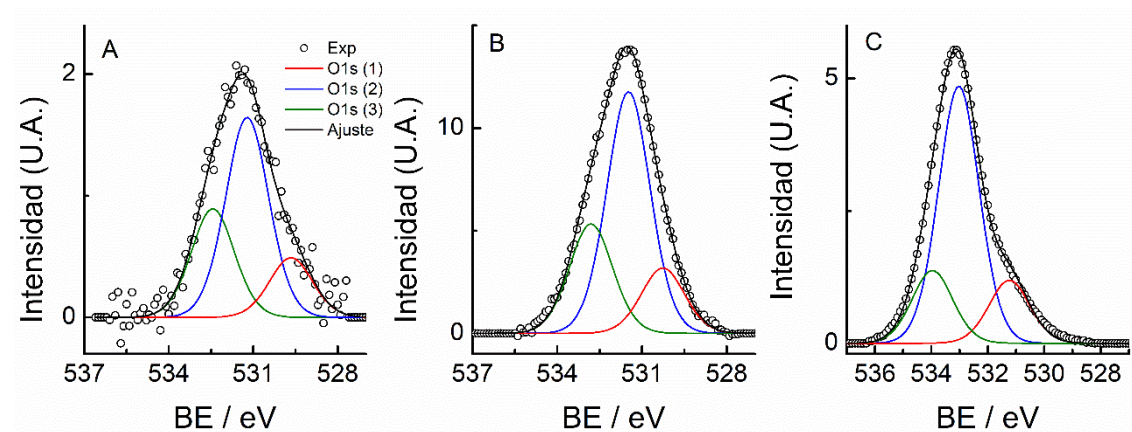 A
Exp
O1s (1)
O1s (2)
O1s (3)
Ajuste
2
1
0
Intensidad (U.A.)
537 534 531 528
BE / eV
B
10
0
Intensidad (U.A.)
537 534 531 528
BE / eV
C
5
0
Intensidad (U.A.)
536 534 532 530 528
BE / eV